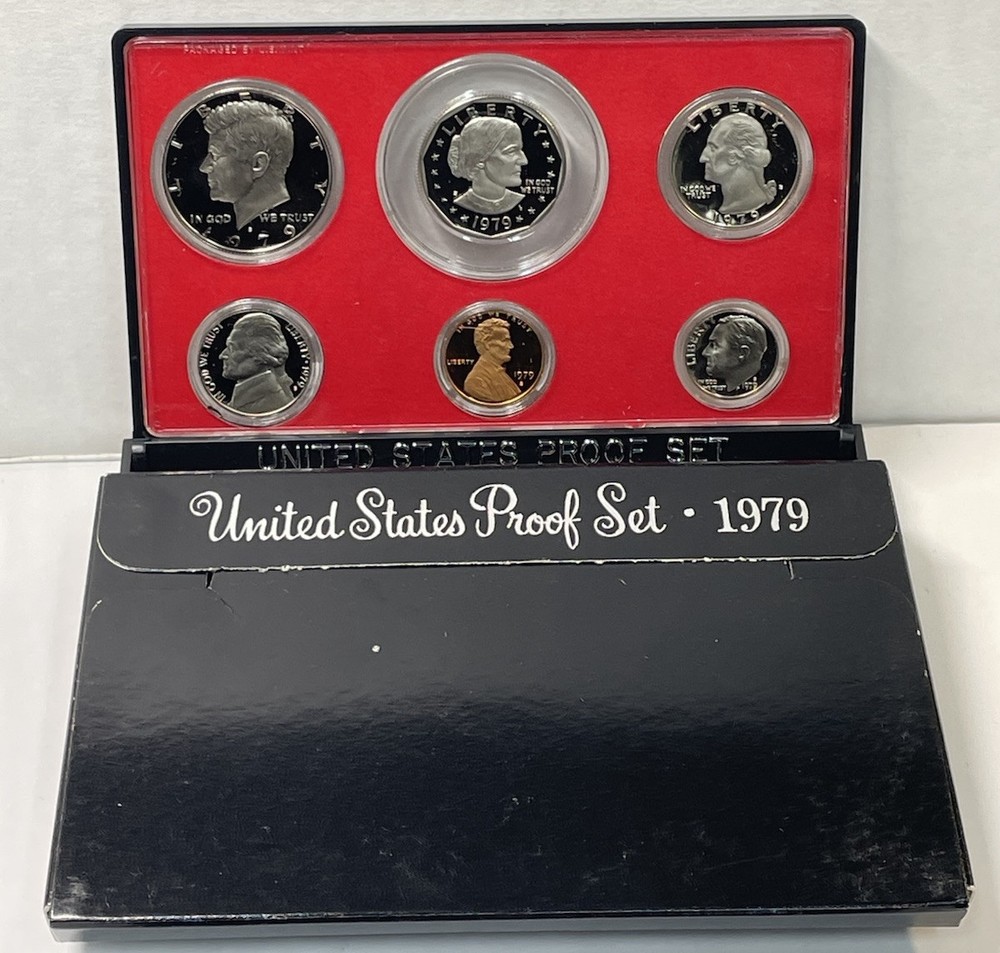 PACKAGED BY U.S. MINT
LIBERTY
IN GOD WE TRUST
1979
LIBERTY
IN GOD
WE TRUST
S
1979
LIBERTY
IN GOD WE
TRUST
S
1979
IN GOD WE TRUST
LIBERTY · 1979
S
IN GOD WE TRUST
LIBERTY
1979
S
LIBERTY
IN GOD
WE TRUST
S
1979
UNITED STATES PROOF SET
United States Proof Set · 1979